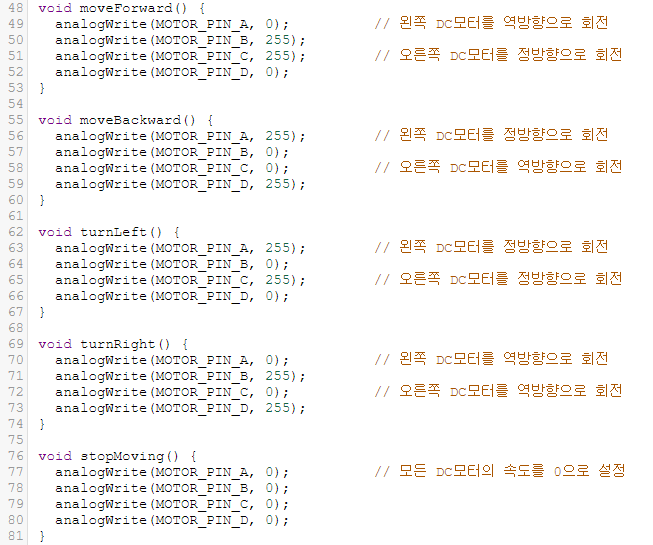 48 void moveForward() {
49   analogWrite(MOTOR_PIN_A, 0);          // 왼쪽 DC모터를 역방향으로 회전
50   analogWrite(MOTOR_PIN_B, 255);
51   analogWrite(MOTOR_PIN_C, 255);        // 오른쪽 DC모터를 정방향으로 회전
52   analogWrite(MOTOR_PIN_D, 0);
53 }
54
55 void moveBackward() {
56   analogWrite(MOTOR_PIN_A, 255);        // 왼쪽 DC모터를 정방향으로 회전
57   analogWrite(MOTOR_PIN_B, 0);
58   analogWrite(MOTOR_PIN_C, 0);          // 오른쪽 DC모터를 역방향으로 회전
59   analogWrite(MOTOR_PIN_D, 255);
60 }
61
62 void turnLeft() {
63   analogWrite(MOTOR_PIN_A, 255);        // 왼쪽 DC모터를 정방향으로 회전
64   analogWrite(MOTOR_PIN_B, 0);
65   analogWrite(MOTOR_PIN_C, 255);        // 오른쪽 DC모터를 정방향으로 회전
66   analogWrite(MOTOR_PIN_D, 0);
67 }
68
69 void turnRight() {
70   analogWrite(MOTOR_PIN_A, 0);          // 왼쪽 DC모터를 역방향으로 회전
71   analogWrite(MOTOR_PIN_B, 255);
72   analogWrite(MOTOR_PIN_C, 0);          // 오른쪽 DC모터를 역방향으로 회전
73   analogWrite(MOTOR_PIN_D, 255);
74 }
75
76 void stopMoving() {
77   analogWrite(MOTOR_PIN_A, 0);          // 모든 DC모터의 속도를 0으로 설정
78   analogWrite(MOTOR_PIN_B, 0);
79   analogWrite(MOTOR_PIN_C, 0);
80   analogWrite(MOTOR_PIN_D, 0);
81 }